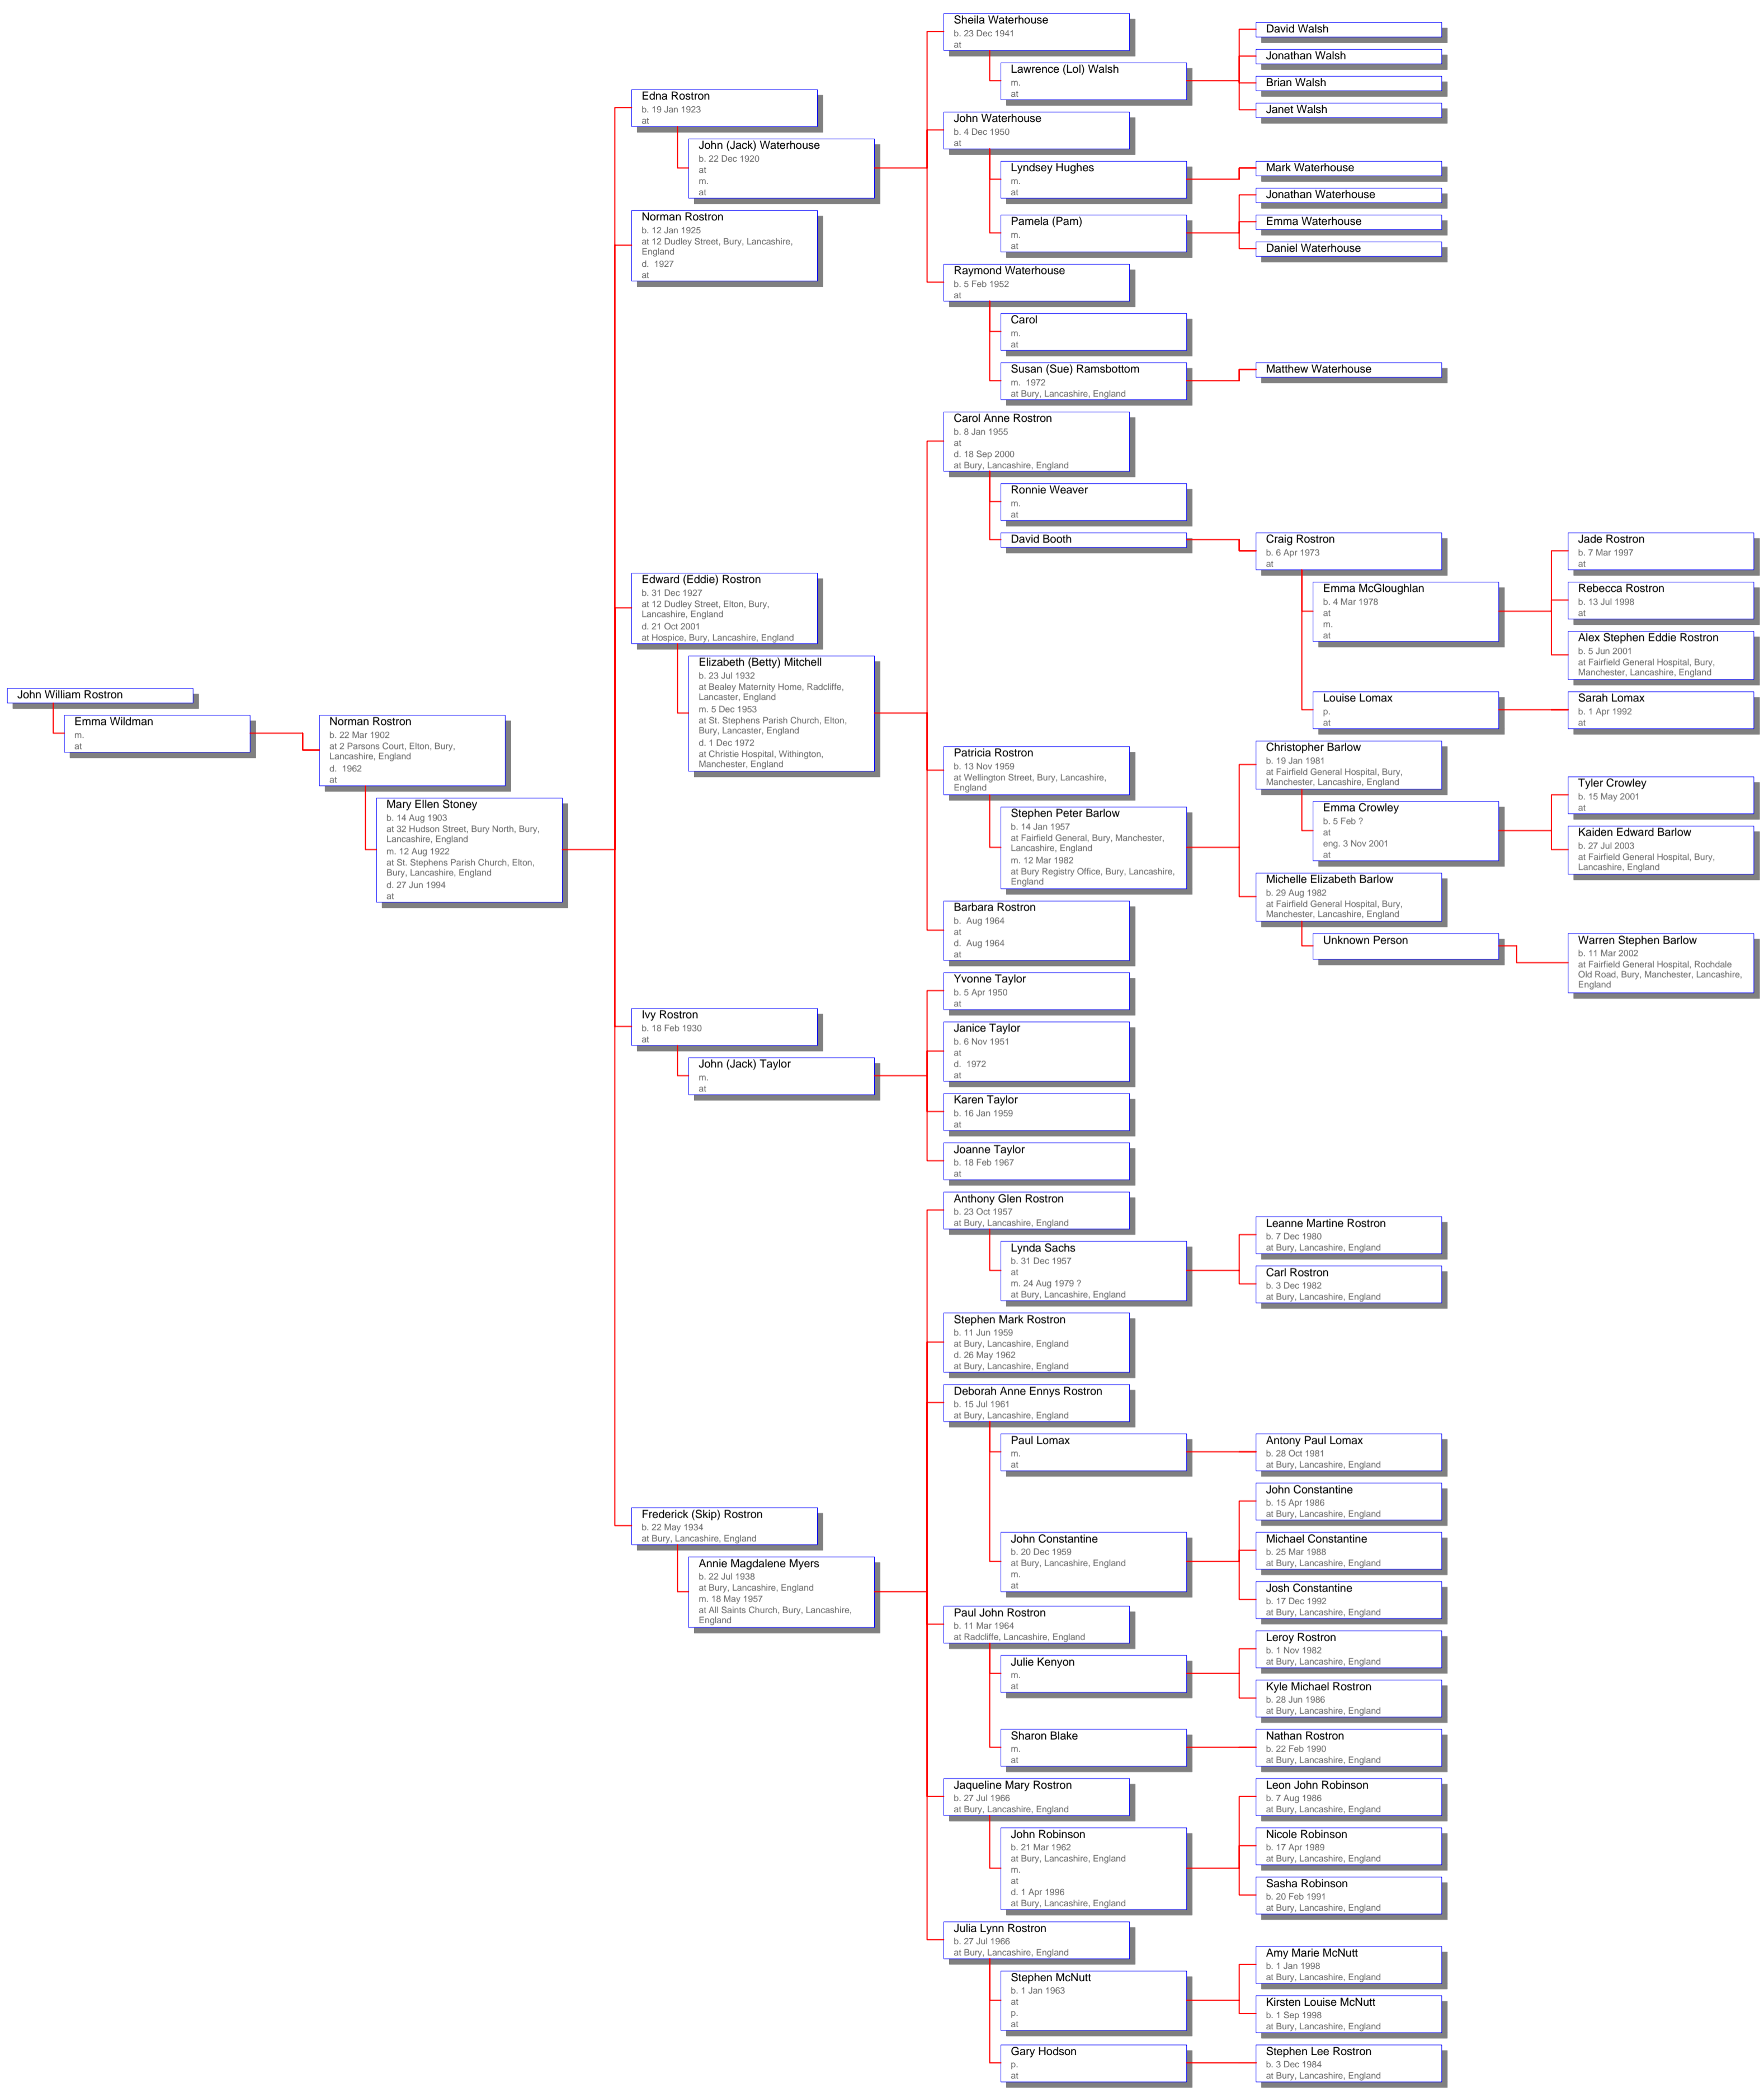 John William Rostron
Emma Wildman
m.
at
Norman Rostron
b. 22 Mar 1902
at 2 Parsons Court, Elton, Bury,
Lancashire, England
d.  1962
at
Mary Ellen Stoney
b. 14 Aug 1903
at 32 Hudson Street, Bury North, Bury,
Lancashire, England
m. 12 Aug 1922
at St. Stephens Parish Church, Elton,
Bury, Lancashire, England
d. 27 Jun 1994
at
Edna Rostron
b. 19 Jan 1923
at
John (Jack) Waterhouse
b. 22 Dec 1920
at
m.
at
Sheila Waterhouse
b. 23 Dec 1941
at
Lawrence (Lol) Walsh
m.
at
David Walsh
Jonathan Walsh
Brian Walsh
Janet Walsh
John Waterhouse
b. 4 Dec 1950
at
Lyndsey Hughes
m.
at
Mark Waterhouse
Pamela (Pam)
m.
at
Jonathan Waterhouse
Emma Waterhouse
Daniel Waterhouse
Raymond Waterhouse
b. 5 Feb 1952
at
Carol
m.
at
Susan (Sue) Ramsbottom
m.  1972
at Bury, Lancashire, England
Matthew Waterhouse
Norman Rostron
b. 12 Jan 1925
at 12 Dudley Street, Bury, Lancashire,
England
d.  1927
at
Edward (Eddie) Rostron
b. 31 Dec 1927
at 12 Dudley Street, Elton, Bury,
Lancashire, England
d. 21 Oct 2001
at Hospice, Bury, Lancashire, England
Elizabeth (Betty) Mitchell
b. 23 Jul 1932
at Bealey Maternity Home, Radcliffe,
Lancaster, England
m. 5 Dec 1953
at St. Stephens Parish Church, Elton,
Bury, Lancaster, England
d. 1 Dec 1972
at Christie Hospital, Withington,
Manchester, England
Carol Anne Rostron
b. 8 Jan 1955
at
d. 18 Sep 2000
at Bury, Lancashire, England
Ronnie Weaver
m.
at
David Booth
Craig Rostron
b. 6 Apr 1973
at
Emma McGloughlan
b. 4 Mar 1978
at
m.
at
Jade Rostron
b. 7 Mar 1997
at
Rebecca Rostron
b. 13 Jul 1998
at
Alex Stephen Eddie Rostron
b. 5 Jun 2001
at Fairfield General Hospital, Bury,
Manchester, Lancashire, England
Louise Lomax
p.
at
Sarah Lomax
b. 1 Apr 1992
at
Patricia Rostron
b. 13 Nov 1959
at Wellington Street, Bury, Lancashire,
England
Stephen Peter Barlow
b. 14 Jan 1957
at Fairfield General, Bury, Manchester,
Lancashire, England
m. 12 Mar 1982
at Bury Registry Office, Bury, Lancashire,
England
Christopher Barlow
b. 19 Jan 1981
at Fairfield General Hospital, Bury,
Manchester, Lancashire, England
Emma Crowley
b. 5 Feb ?
at
eng. 3 Nov 2001
at
Tyler Crowley
b. 15 May 2001
at
Kaiden Edward Barlow
b. 27 Jul 2003
at Fairfield General Hospital, Bury,
Lancashire, England
Michelle Elizabeth Barlow
b. 29 Aug 1982
at Fairfield General Hospital, Bury,
Manchester, Lancashire, England
Unknown Person
Warren Stephen Barlow
b. 11 Mar 2002
at Fairfield General Hospital, Rochdale
Old Road, Bury, Manchester, Lancashire,
England
Barbara Rostron
b.  Aug 1964
at
d.  Aug 1964
at
Ivy Rostron
b. 18 Feb 1930
at
John (Jack) Taylor
m.
at
Yvonne Taylor
b. 5 Apr 1950
at
Janice Taylor
b. 6 Nov 1951
at
d.  1972
at
Karen Taylor
b. 16 Jan 1959
at
Joanne Taylor
b. 18 Feb 1967
at
Frederick (Skip) Rostron
b. 22 May 1934
at Bury, Lancashire, England
Annie Magdalene Myers
b. 22 Jul 1938
at Bury, Lancashire, England
m. 18 May 1957
at All Saints Church, Bury, Lancashire,
England
Anthony Glen Rostron
b. 23 Oct 1957
at Bury, Lancashire, England
Lynda Sachs
b. 31 Dec 1957
at
m. 24 Aug 1979 ?
at Bury, Lancashire, England
Leanne Martine Rostron
b. 7 Dec 1980
at Bury, Lancashire, England
Carl Rostron
b. 3 Dec 1982
at Bury, Lancashire, England
Stephen Mark Rostron
b. 11 Jun 1959
at Bury, Lancashire, England
d. 26 May 1962
at Bury, Lancashire, England
Deborah Anne Ennys Rostron
b. 15 Jul 1961
at Bury, Lancashire, England
Paul Lomax
m.
at
Antony Paul Lomax
b. 28 Oct 1981
at Bury, Lancashire, England
John Constantine
b. 20 Dec 1959
at Bury, Lancashire, England
m.
at
John Constantine
b. 15 Apr 1986
at Bury, Lancashire, England
Michael Constantine
b. 25 Mar 1988
at Bury, Lancashire, England
Josh Constantine
b. 17 Dec 1992
at Bury, Lancashire, England
Paul John Rostron
b. 11 Mar 1964
at Radcliffe, Lancashire, England
Julie Kenyon
m.
at
Leroy Rostron
b. 1 Nov 1982
at Bury, Lancashire, England
Kyle Michael Rostron
b. 28 Jun 1986
at Bury, Lancashire, England
Sharon Blake
m.
at
Nathan Rostron
b. 22 Feb 1990
at Bury, Lancashire, England
Jaqueline Mary Rostron
b. 27 Jul 1966
at Bury, Lancashire, England
John Robinson
b. 21 Mar 1962
at Bury, Lancashire, England
m.
at
d. 1 Apr 1996
at Bury, Lancashire, England
Leon John Robinson
b. 7 Aug 1986
at Bury, Lancashire, England
Nicole Robinson
b. 17 Apr 1989
at Bury, Lancashire, England
Sasha Robinson
b. 20 Feb 1991
at Bury, Lancashire, England
Julia Lynn Rostron
b. 27 Jul 1966
at Bury, Lancashire, England
Stephen McNutt
b. 1 Jan 1963
at
p.
at
Amy Marie McNutt
b. 1 Jan 1998
at Bury, Lancashire, England
Kirsten Louise McNutt
b. 1 Sep 1998
at Bury, Lancashire, England
Gary Hodson
p.
at
Stephen Lee Rostron
b. 3 Dec 1984
at Bury, Lancashire, England